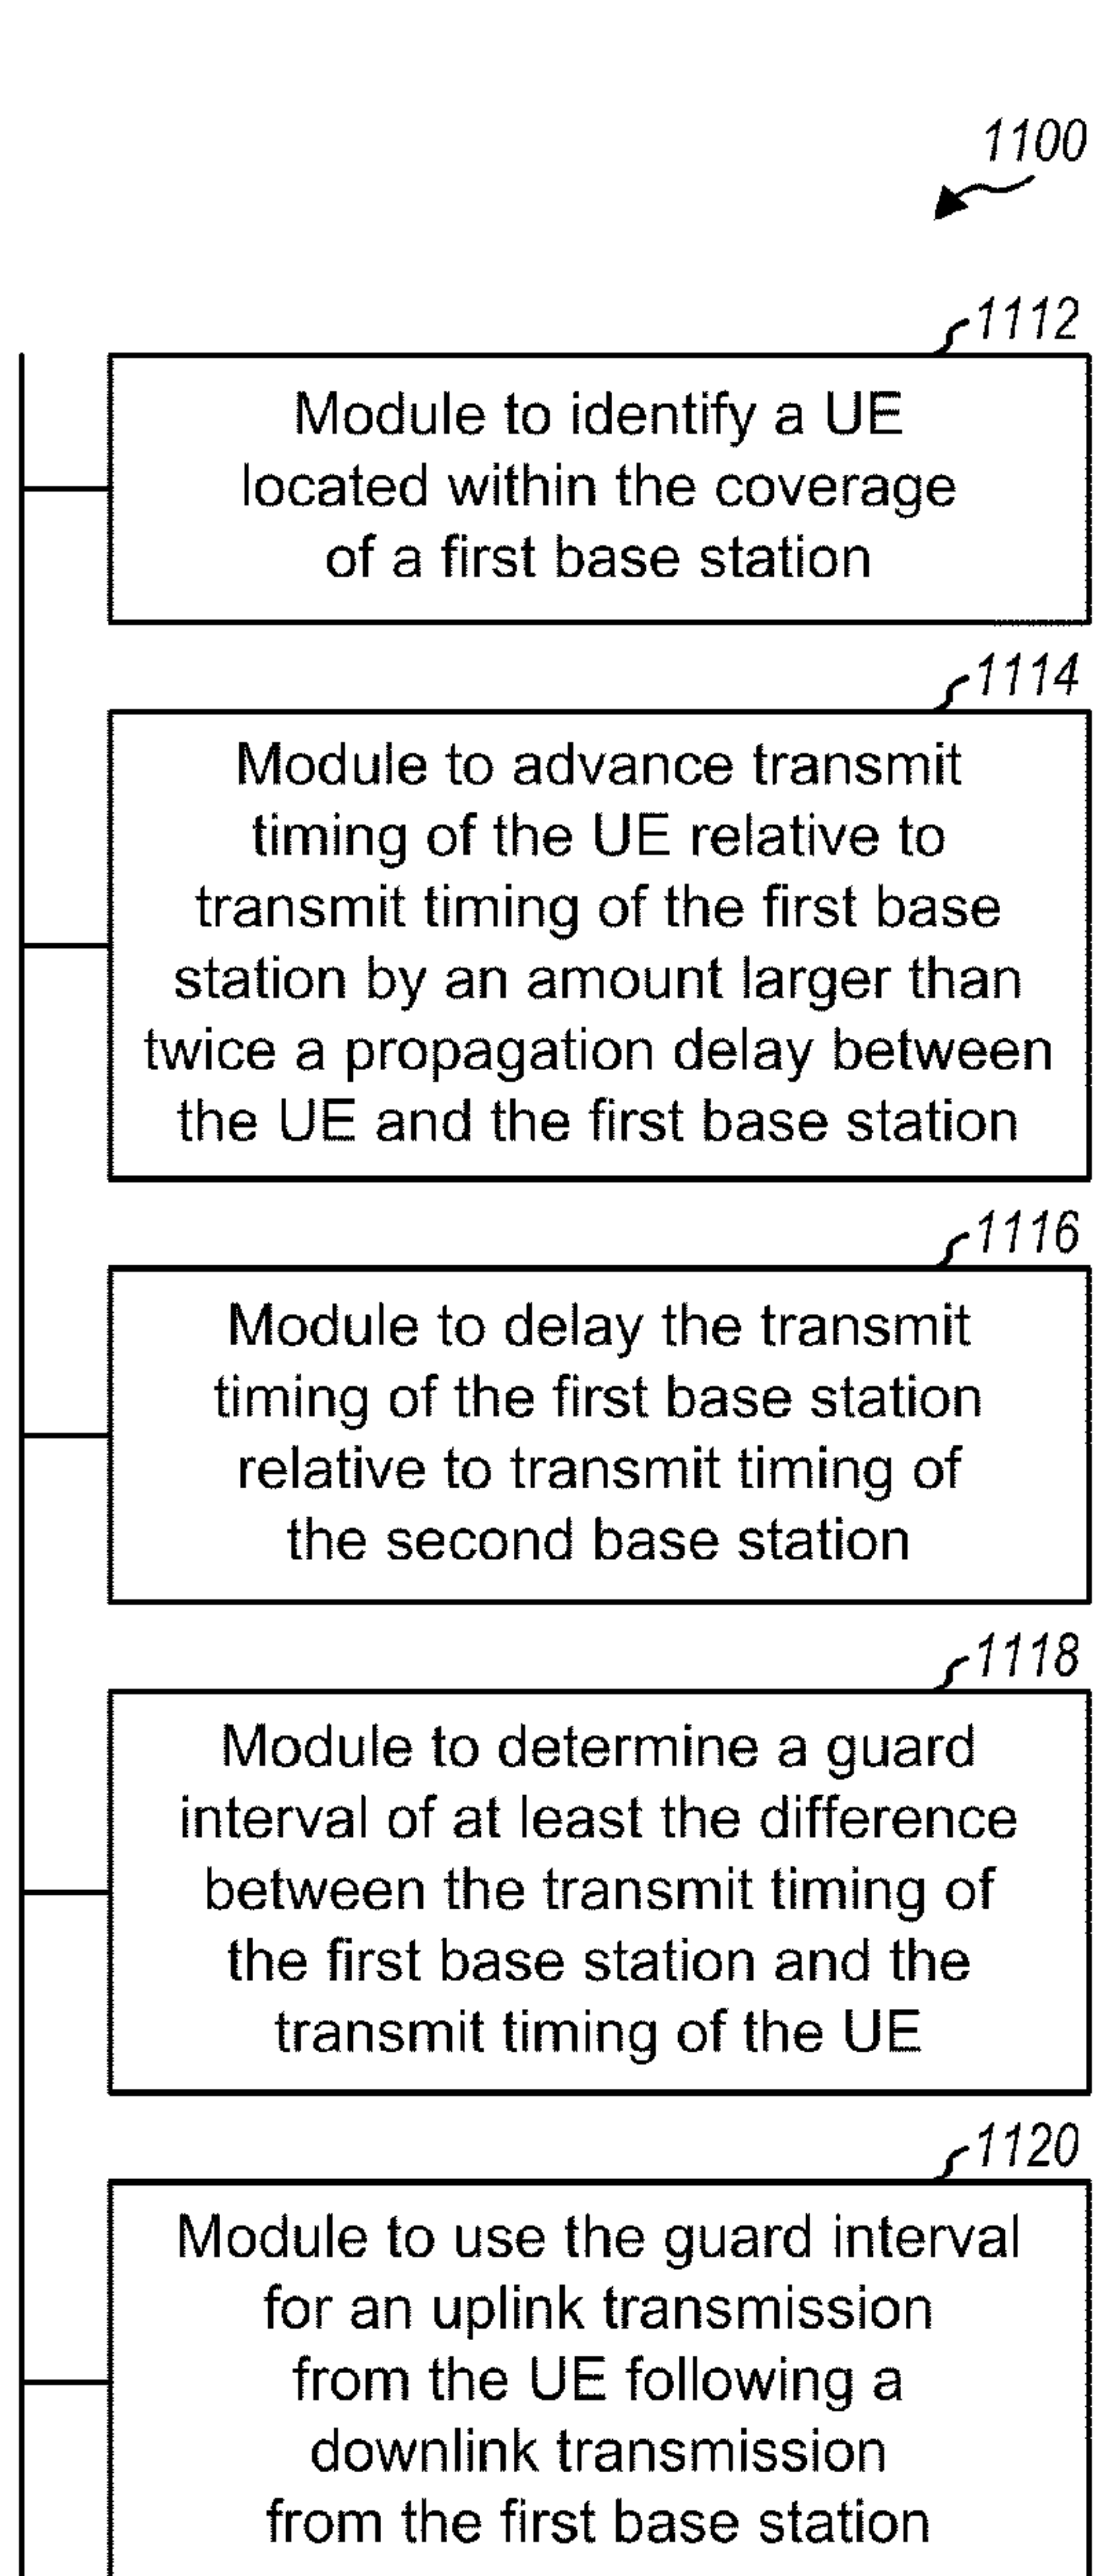 1100
1112
Module to identify a UE
located within the coverage
of a first base station
1114
Module to advance transmit
timing of the UE relative to
transmit timing of the first base
station by an amount larger than
twice a propagation delay between
the UE and the first base station
1116
Module to delay the transmit
timing of the first base station
relative to transmit timing of
the second base station
1118
Module to determine a guard
interval of at least the difference
between the transmit timing of
the first base station and the
transmit timing of the UE
1120
Module to use the guard interval
for an uplink transmission
from the UE following a
downlink transmission
from the first base station